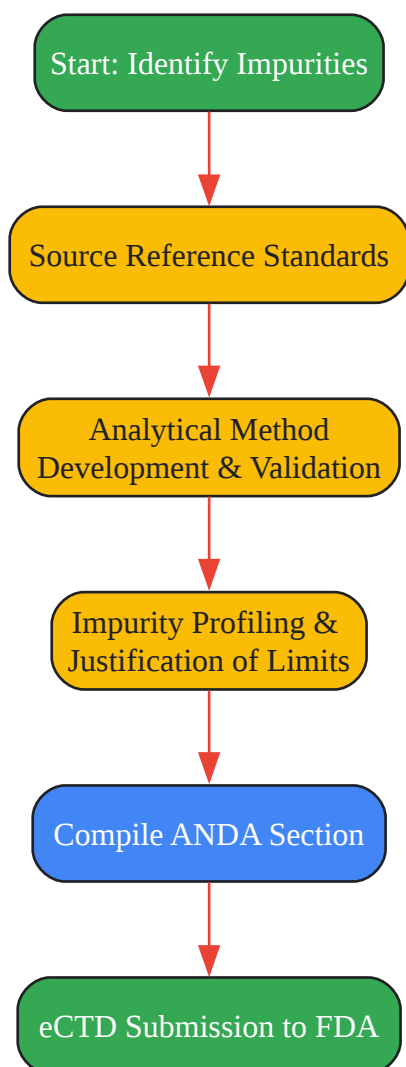 Start: Identify Impurities
Source Reference Standards
Analytical Method
Development & Validation
Impurity Profiling &
Justification of Limits
Compile ANDA Section
eCTD Submission to FDA